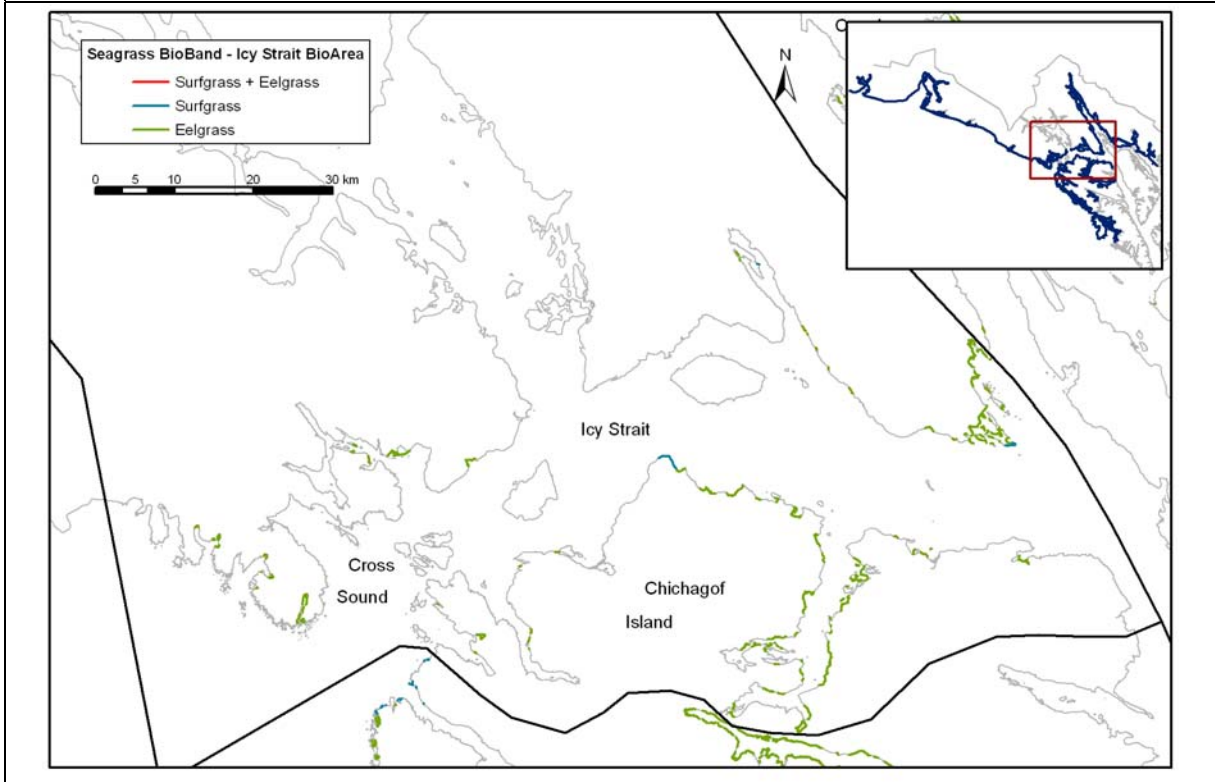 Seagrass BioBand - Icy Strait BioArea
Surfgrass + Eelgrass
Surfgrass
Eelgrass
0 5 10 20 30 km
N
Icy Strait
Cross
Sound
Chichagof
Island